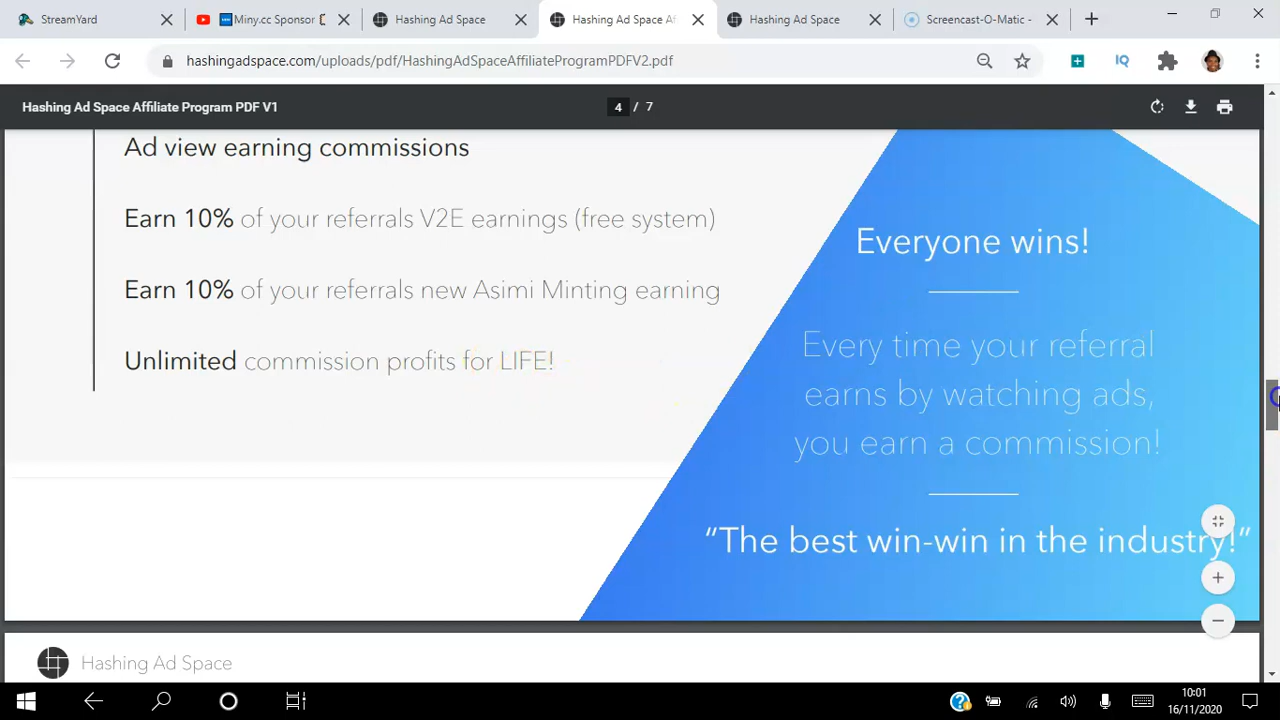 StreamYard
Miny.cc Sponsor
Hashing Ad Space
Hashing Ad Space Af
Hashing Ad Space
Screencast-O-Matic -
hashingadspace.com/uploads/pdf/HashingAdSpaceAffiliateProgramPDFV2.pdf
IQ
Hashing Ad Space Affiliate Program PDF V1
4 / 7
Ad view earning commissions
Earn 10% of your referrals V2E earnings (free system)
Earn 10% of your referrals new Asimi Minting earning
Unlimited commission profits for LIFE!
Everyone wins!
Every time your referral
earns by watching ads,
you earn a commission!
“The best win-win in the industry!”
Hashing Ad Space
10:01
16/11/2020